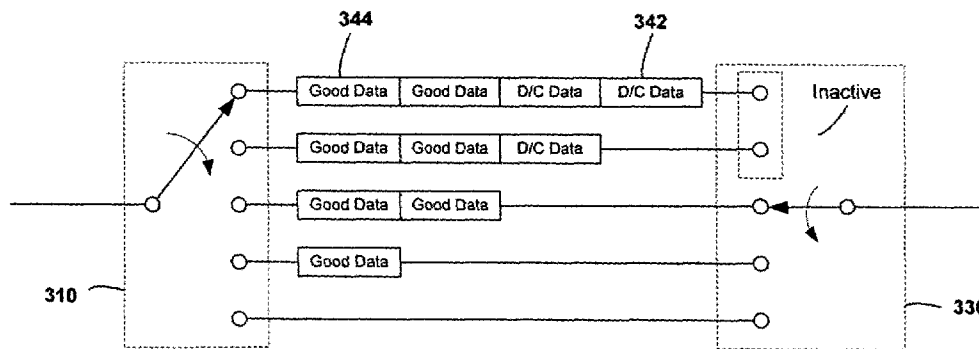 344
342
Good Data Good Data D/C Data D/C Data
Inactive
Good Data Good Data D/C Data
Good Data Good Data
Good Data
310
330